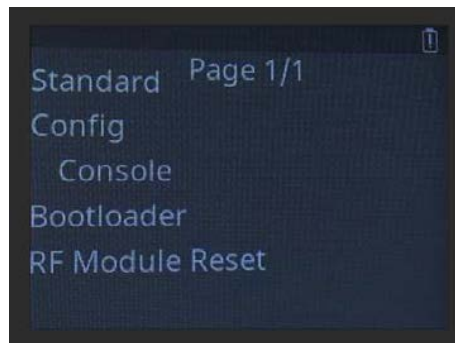 Page 1/1
Standard
Config
Console
Bootloader
RF Module Reset